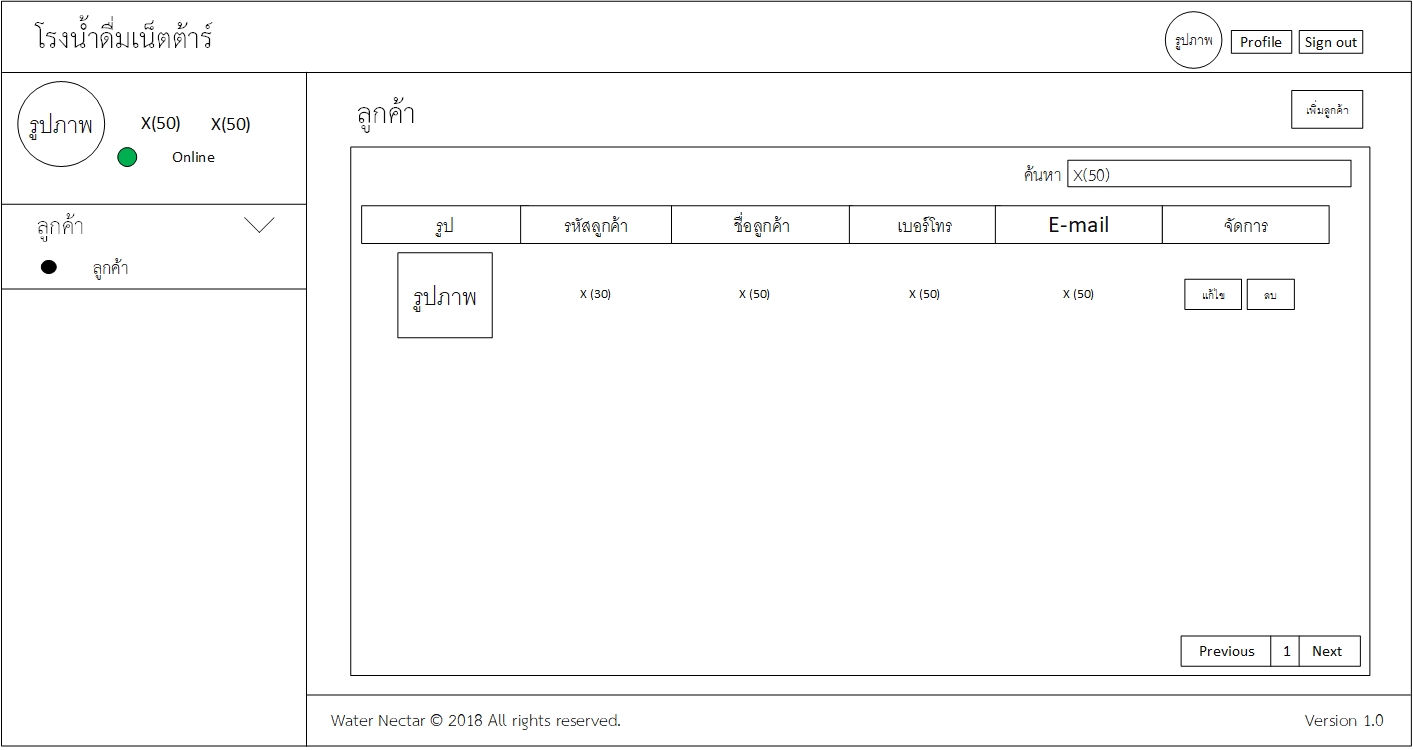 โรงน้ำดื่มเน็ตต้าร์
รูปภาพ Profile Sign out
รูปภาพ X(50) X(50)
Online
ลูกค้า
ลูกค้า
ลูกค้า เพิ่มลูกค้า
ค้นหา X(50)
รูป รหัสลูกค้า ชื่อลูกค้า เบอร์โทร E-mail จัดการ
รูปภาพ X (30) X (50) X (50) X (50) แก้ไข ลบ
Previous 1 Next
Water Nectar © 2018 All rights reserved. Version 1.0